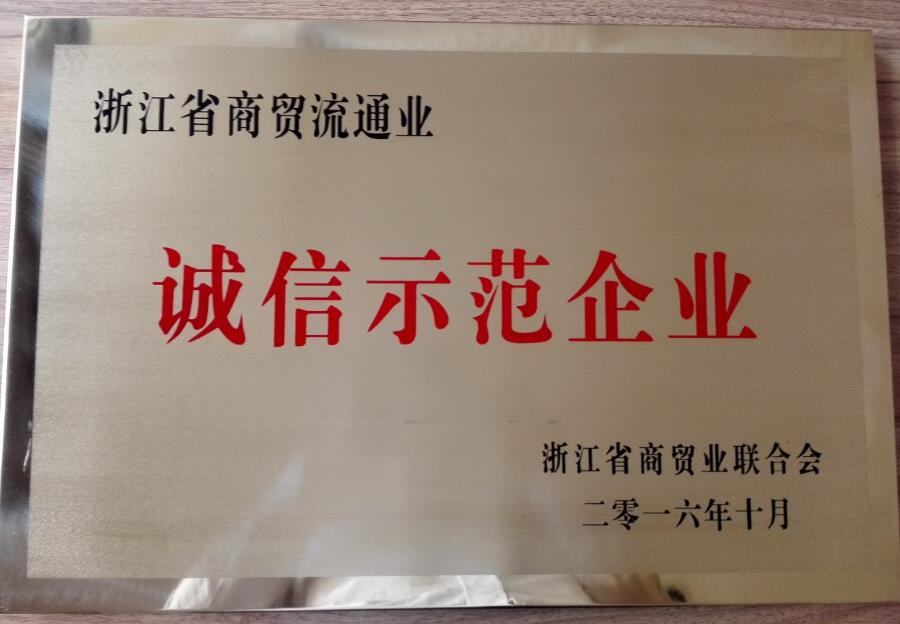 浙江省商贸流通业
诚信示范企业
浙江省商贸业联合会
二零一六年十月